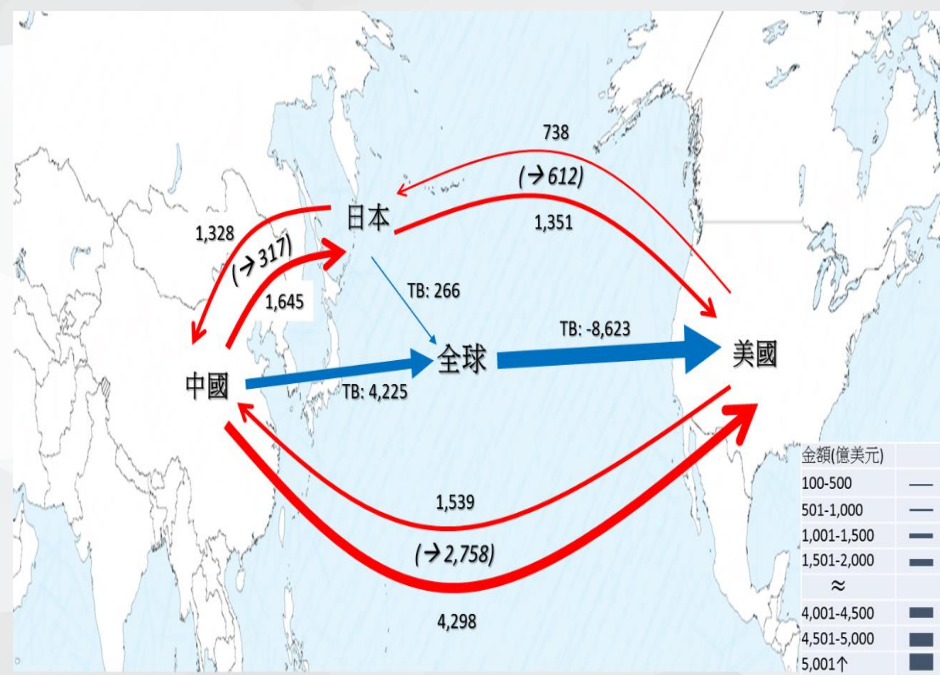 738
(→612)
1,351
日本
1,328
(→317)
1,645
TB: 266
TB: -8,623
全球
美國
中國
TB: 4,225
1,539
(→2,758)
4,298
金額(億美元)
100-500
501-1,000
1,001-1,500
1,501-2,000
≈
4,001-4,500
4,501-5,000
5,001↑